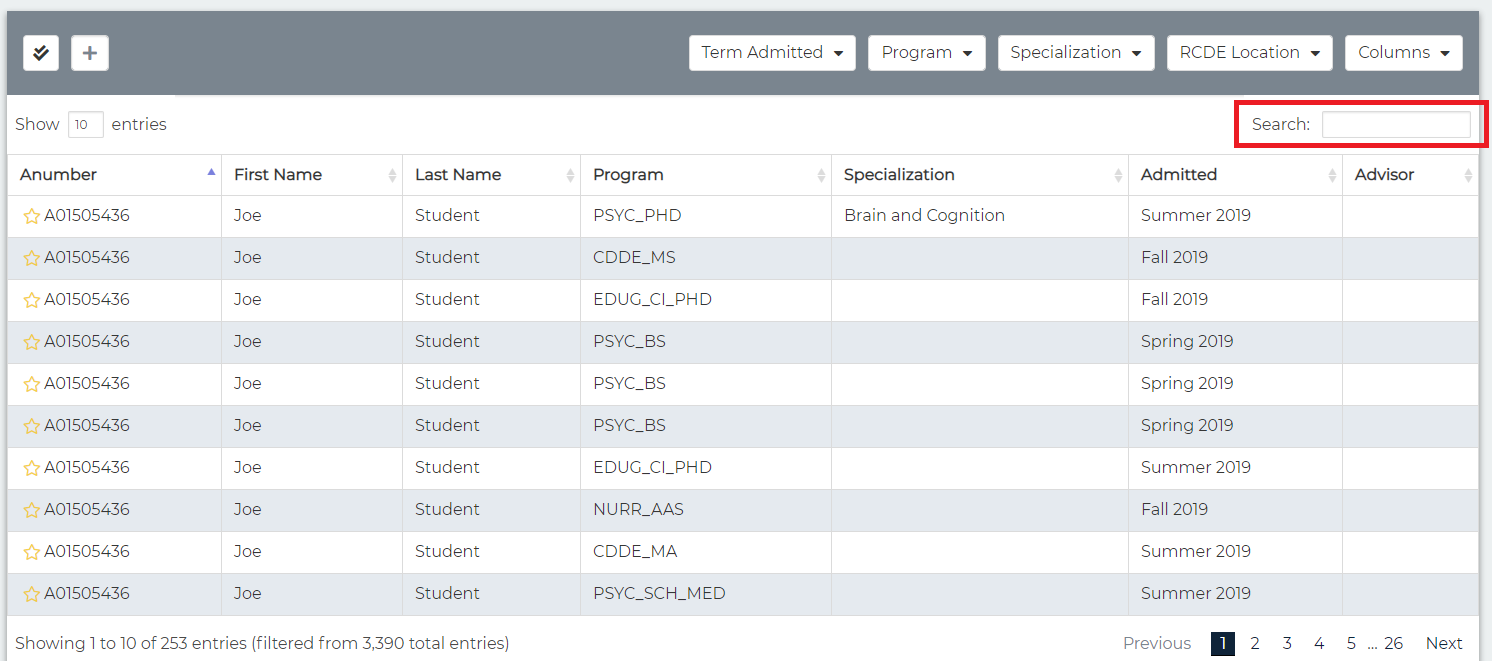 Term Admitted Program Specialization RCDE Location Columns
Show 10 entries Search:
Anumber First Name Last Name Program Specialization Admitted Advisor
A01505436 Joe Student PSYC_PHD Brain and Cognition Summer 2019
A01505436 Joe Student CDDE_MS Fall 2019
A01505436 Joe Student EDUG_CI_PHD Fall 2019
A01505436 Joe Student PSYC_BS Spring 2019
A01505436 Joe Student PSYC_BS Spring 2019
A01505436 Joe Student PSYC_BS Spring 2019
A01505436 Joe Student EDUG_CI_PHD Summer 2019
A01505436 Joe Student NURR_AAS Fall 2019
A01505436 Joe Student CDDE_MA Summer 2019
A01505436 Joe Student PSYC_SCH_MED Summer 2019
Showing 1 to 10 of 253 entries (filtered from 3,390 total entries) Previous 1 2 3 4 5 ... 26 Next